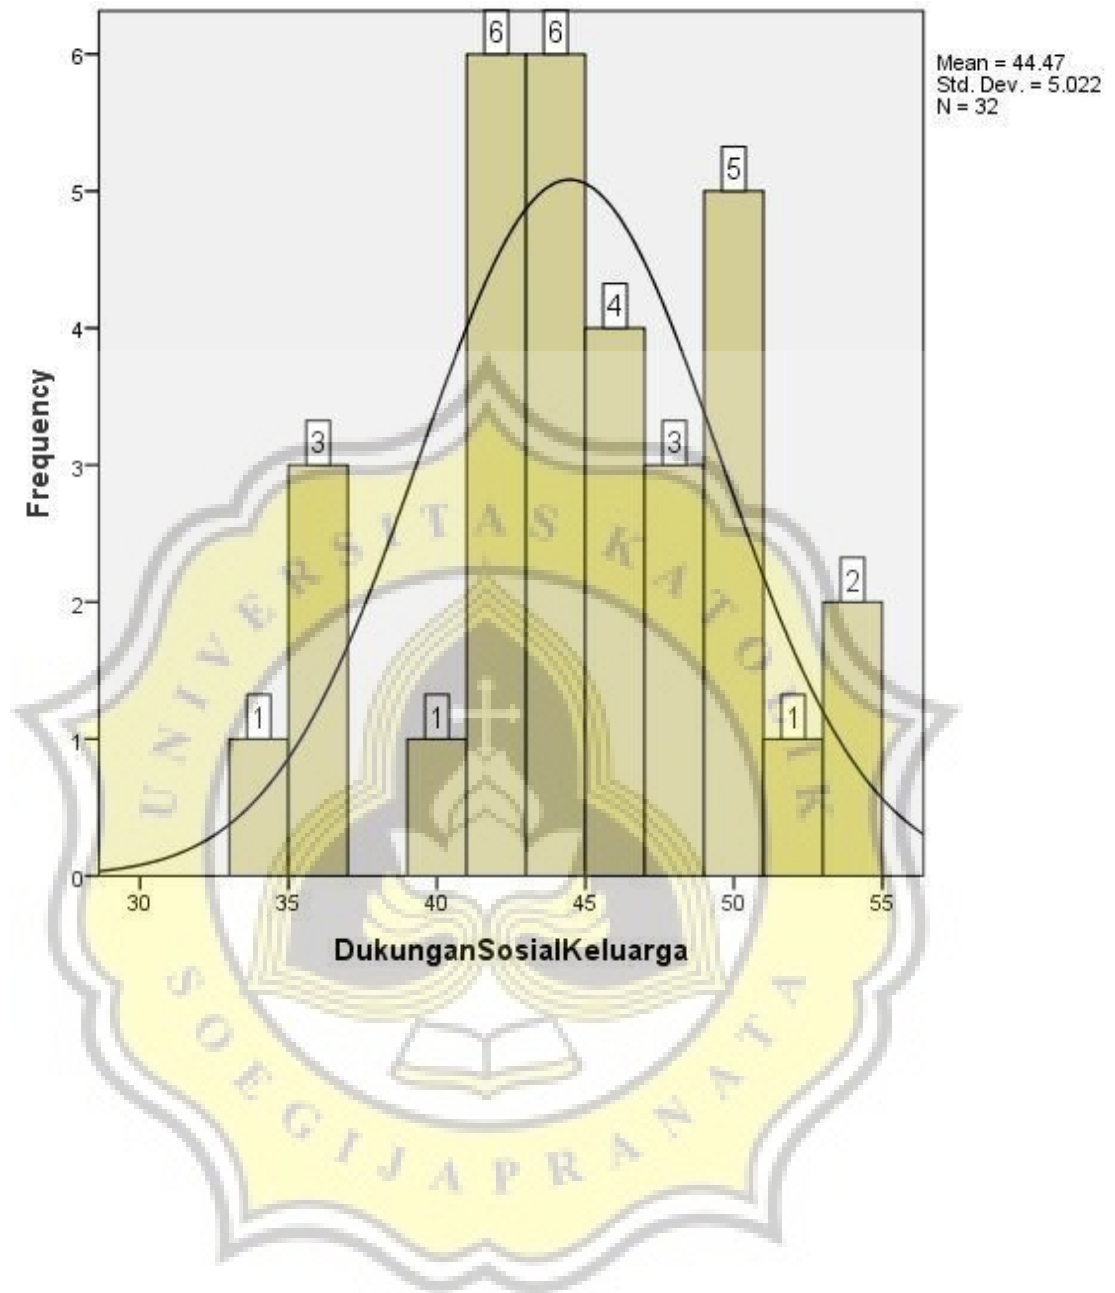 6 6
6
Mean = 44.47
Std. Dev. = 5.022
N = 32
5
5
4
4
Frequency
3
3
3
2
2
1
1
1
1
0
30 35 40 45 50 55
DukunganSosialKeluarga
UNIVERSITAS KATOLIK
SOEGIJAPRANATA